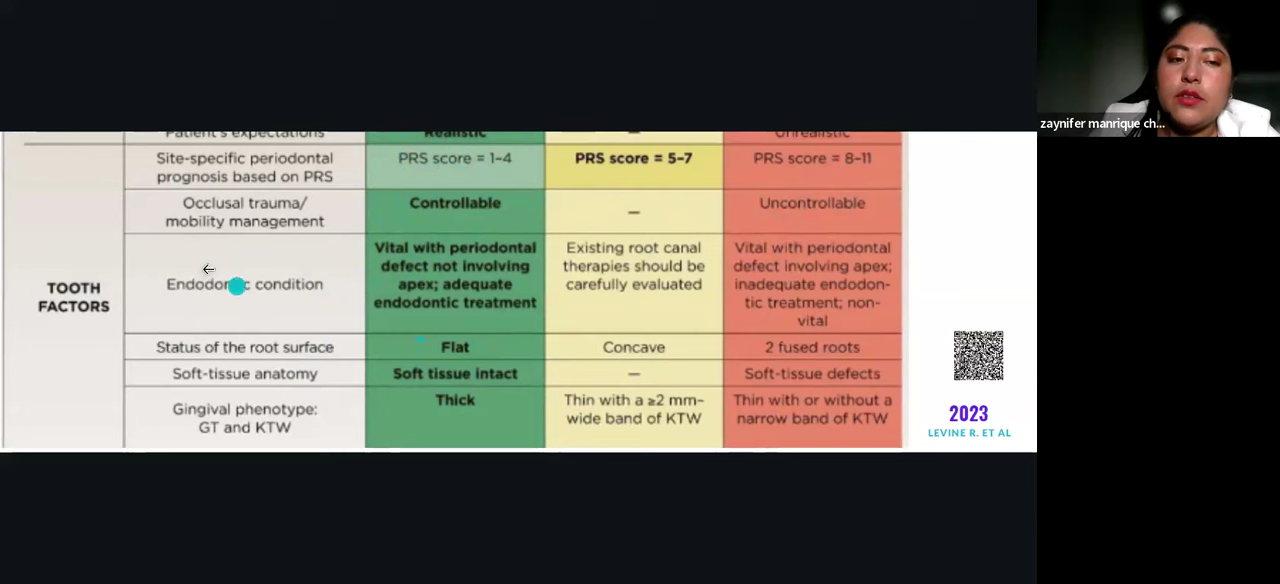 Patient's expectations
Realistic
—
Unrealistic
Site-specific periodontal
prognosis based on PRS
PRS score = 1–4
PRS score = 5–7
PRS score = 8–11
Occlusal trauma/
mobility management
Controllable
—
Uncontrollable
TOOTH
FACTORS
Endodontic condition
Vital with periodontal
defect not involving
apex; adequate
endodontic treatment
Existing root canal
therapies should be
carefully evaluated
Vital with periodontal
defect involving apex;
inadequate endodon-
tic treatment; non-
vital
Status of the root surface
Flat
Concave
2 fused roots
Soft-tissue anatomy
Soft tissue intact
—
Soft-tissue defects
Gingival phenotype:
GT and KTW
Thick
Thin with a ≥2 mm–
wide band of KTW
Thin with or without a
narrow band of KTW
2023
LEVINE R. ET AL
zaynifer manrique ch...